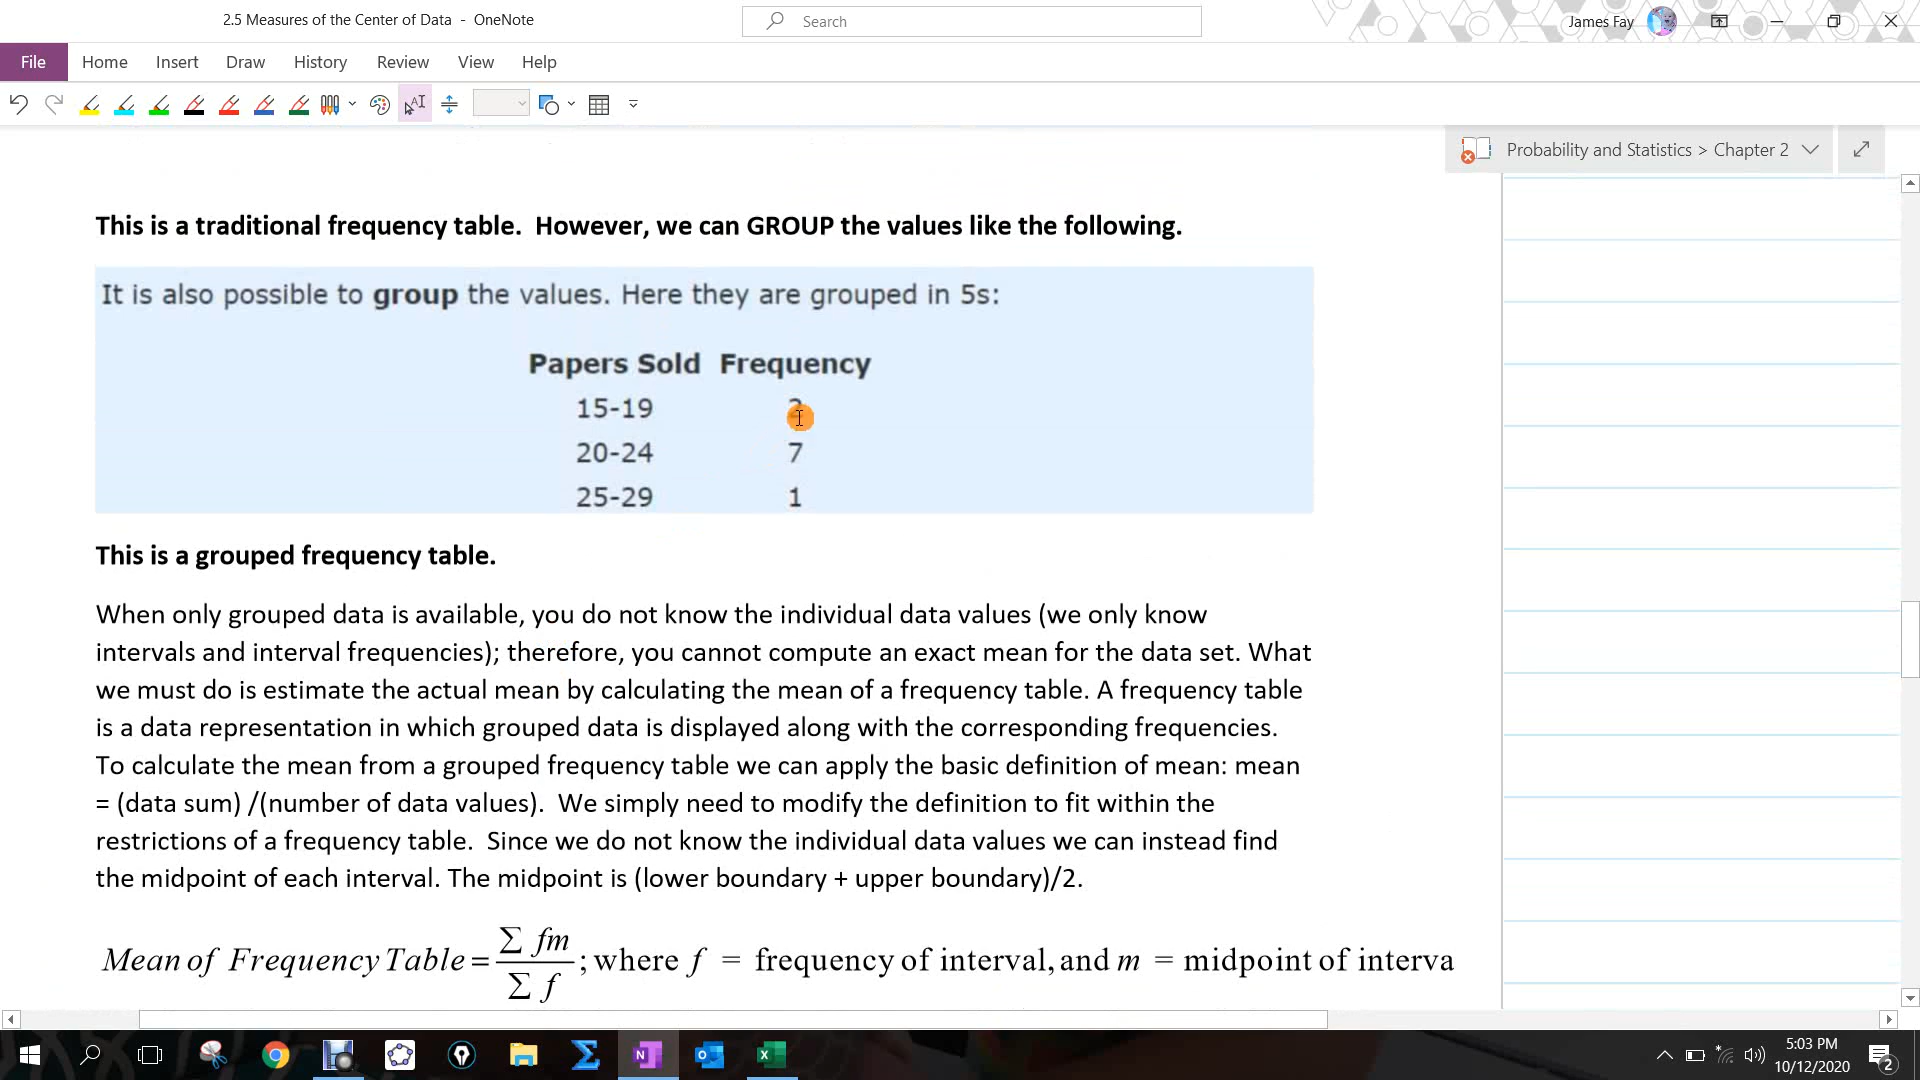 2.5 Measures of the Center of Data - OneNote
Search
James Fay
File Home Insert Draw History Review View Help
Probability and Statistics > Chapter 2
This is a traditional frequency table. However, we can GROUP the values like the following.
It is also possible to group the values. Here they are grouped in 5s:
Papers Sold Frequency
15-19
20-24 7
25-29 1
This is a grouped frequency table.
When only grouped data is available, you do not know the individual data values (we only know
intervals and interval frequencies); therefore, you cannot compute an exact mean for the data set. What
we must do is estimate the actual mean by calculating the mean of a frequency table. A frequency table
is a data representation in which grouped data is displayed along with the corresponding frequencies.
To calculate the mean from a grouped frequency table we can apply the basic definition of mean: mean
= (data sum) /(number of data values). We simply need to modify the definition to fit within the
restrictions of a frequency table. Since we do not know the individual data values we can instead find
the midpoint of each interval. The midpoint is (lower boundary + upper boundary)/2.
Mean of Frequency Table = ∑ fm / ∑ f ; where f = frequency of interval, and m = midpoint of interva
5:03 PM
10/12/2020
2